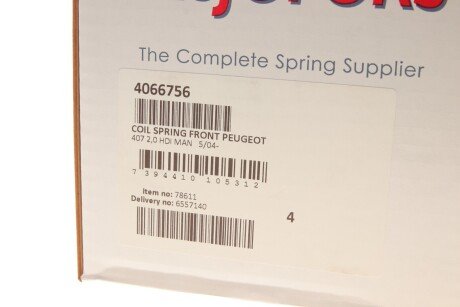 The Complete Spring Supplier
4066756
COIL SPRING FRONT PEUGEOT
407 2,0 HDI MAN 5/04-
7 394410 105312
Item no: 78611
Delivery no: 6557140
4